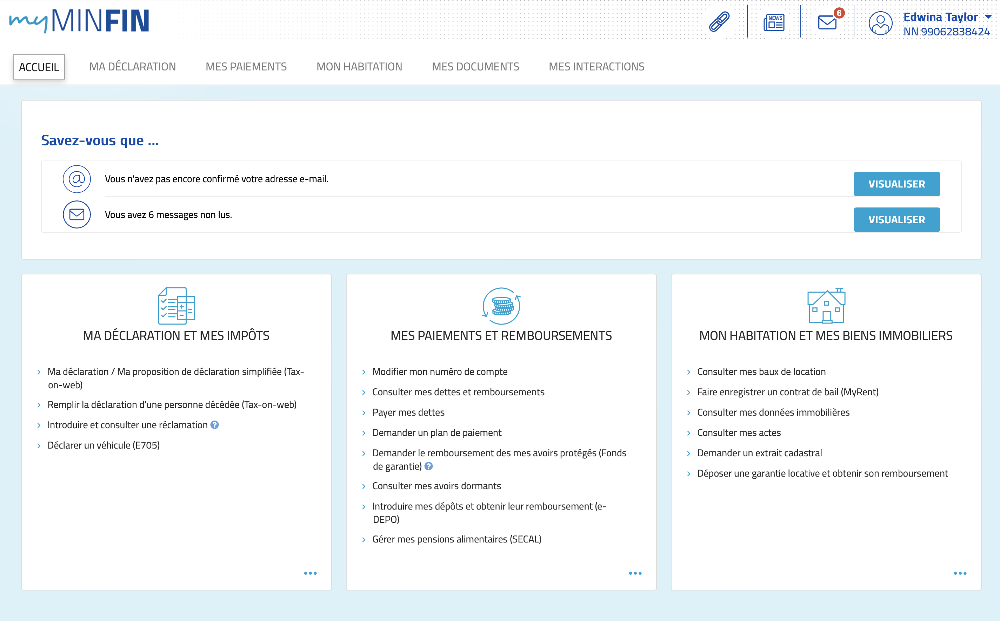 myMINFIN
NEWS
6
Edwina Taylor
NN 99062838424
ACCUEIL
MA DÉCLARATION
MES PAIEMENTS
MON HABITATION
MES DOCUMENTS
MES INTERACTIONS
Savez-vous que ...
Vous n'avez pas encore confirmé votre adresse e-mail.
VISUALISER
Vous avez 6 messages non lus.
VISUALISER
MA DÉCLARATION ET MES IMPÔTS
Ma déclaration / Ma proposition de déclaration simplifiée (Tax-
on-web)
Remplir la déclaration d'une personne décédée (Tax-on-web)
Introduire et consulter une réclamation ?
Déclarer un véhicule (E705)
MES PAIEMENTS ET REMBOURSEMENTS
Modifier mon numéro de compte
Consulter mes dettes et remboursements
Payer mes dettes
Demander un plan de paiement
Demander le remboursement des mes avoirs protégés (Fonds
de garantie) ?
Consulter mes avoirs dormants
Introduire mes dépôts et obtenir leur remboursement (e-
DEPO)
Gérer mes pensions alimentaires (SECAL)
MON HABITATION ET MES BIENS IMMOBILIERS
Consulter mes baux de location
Faire enregistrer un contrat de bail (MyRent)
Consulter mes données immobilières
Consulter mes actes
Demander un extrait cadastral
Déposer une garantie locative et obtenir son remboursement